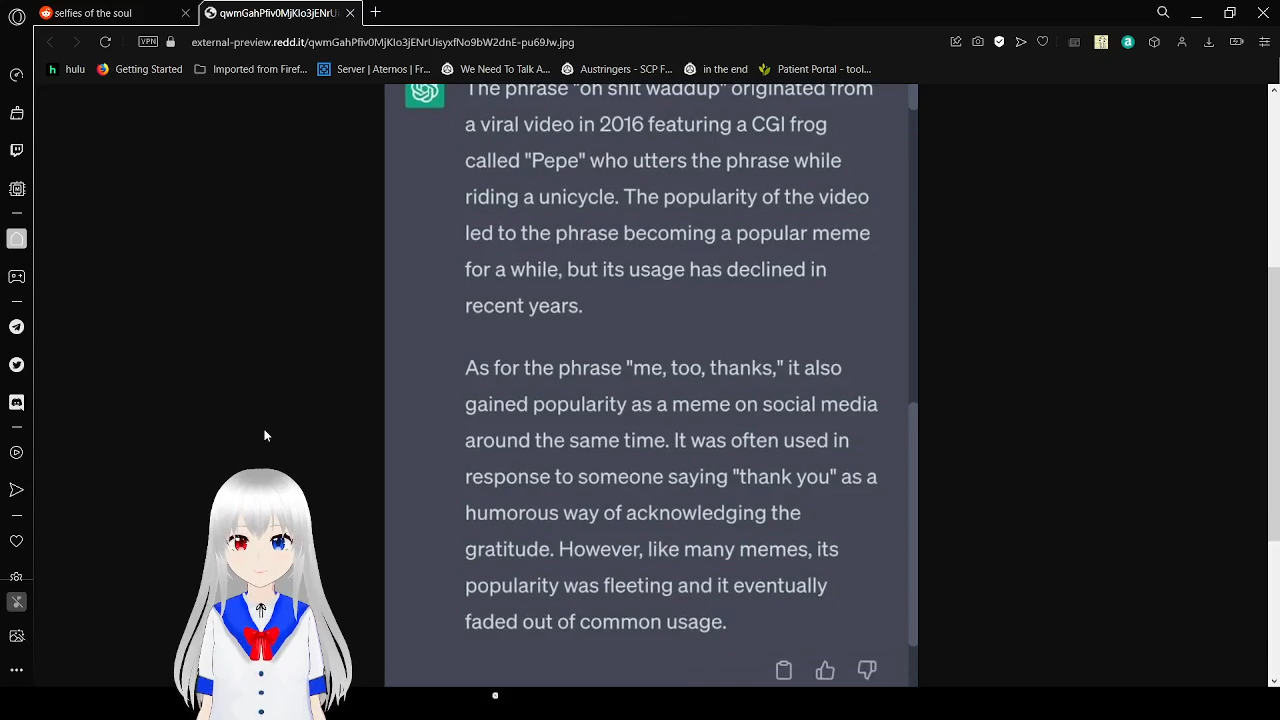 selfies of the soul
qwmGahPfiv0MjKIo3jENrUi
VPN
external-preview.redd.it/qwmGahPfiv0MjKIo3jENrUisyxfNo9bW2dnE-pu69Jw.jpg
hulu
Getting Started
Imported from Firef...
Server | Aternos | Fr...
We Need To Talk A...
Austringers - SCP F...
in the end
Patient Portal - tool...
The phrase "oh shit waddup" originated from
a viral video in 2016 featuring a CGI frog
called "Pepe" who utters the phrase while
riding a unicycle. The popularity of the video
led to the phrase becoming a popular meme
for a while, but its usage has declined in
recent years.
As for the phrase "me, too, thanks," it also
gained popularity as a meme on social media
around the same time. It was often used in
response to someone saying "thank you" as a
humorous way of acknowledging the
gratitude. However, like many memes, its
popularity was fleeting and it eventually
faded out of common usage.